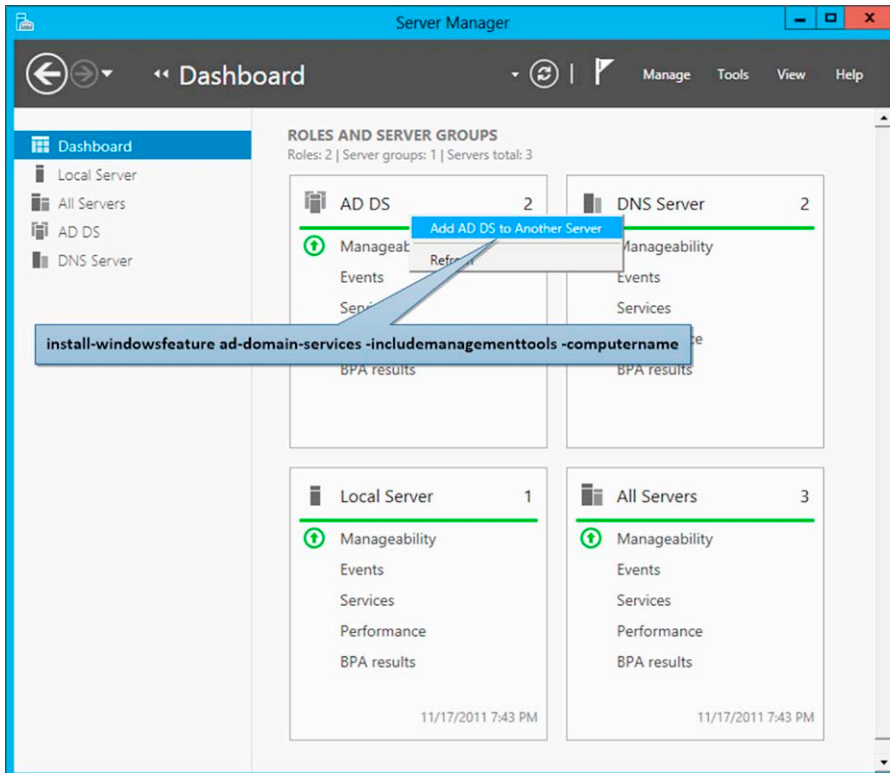 Server Manager
Dashboard
Manage Tools View Help
Dashboard
Local Server
All Servers
AD DS
DNS Server
ROLES AND SERVER GROUPS
Roles: 2 | Server groups: 1 | Servers total: 3
AD DS 2
Add AD DS to Another Server
Refresh
Events
install-windowsfeature ad-domain-services -includemanagementtools -computername
BPA results
DNS Server 2
Manageability
Events
Services
BPA results
Local Server 1
Manageability
Events
Services
Performance
BPA results
11/17/2011 7:43 PM
All Servers 3
Manageability
Events
Services
Performance
BPA results
11/17/2011 7:43 PM